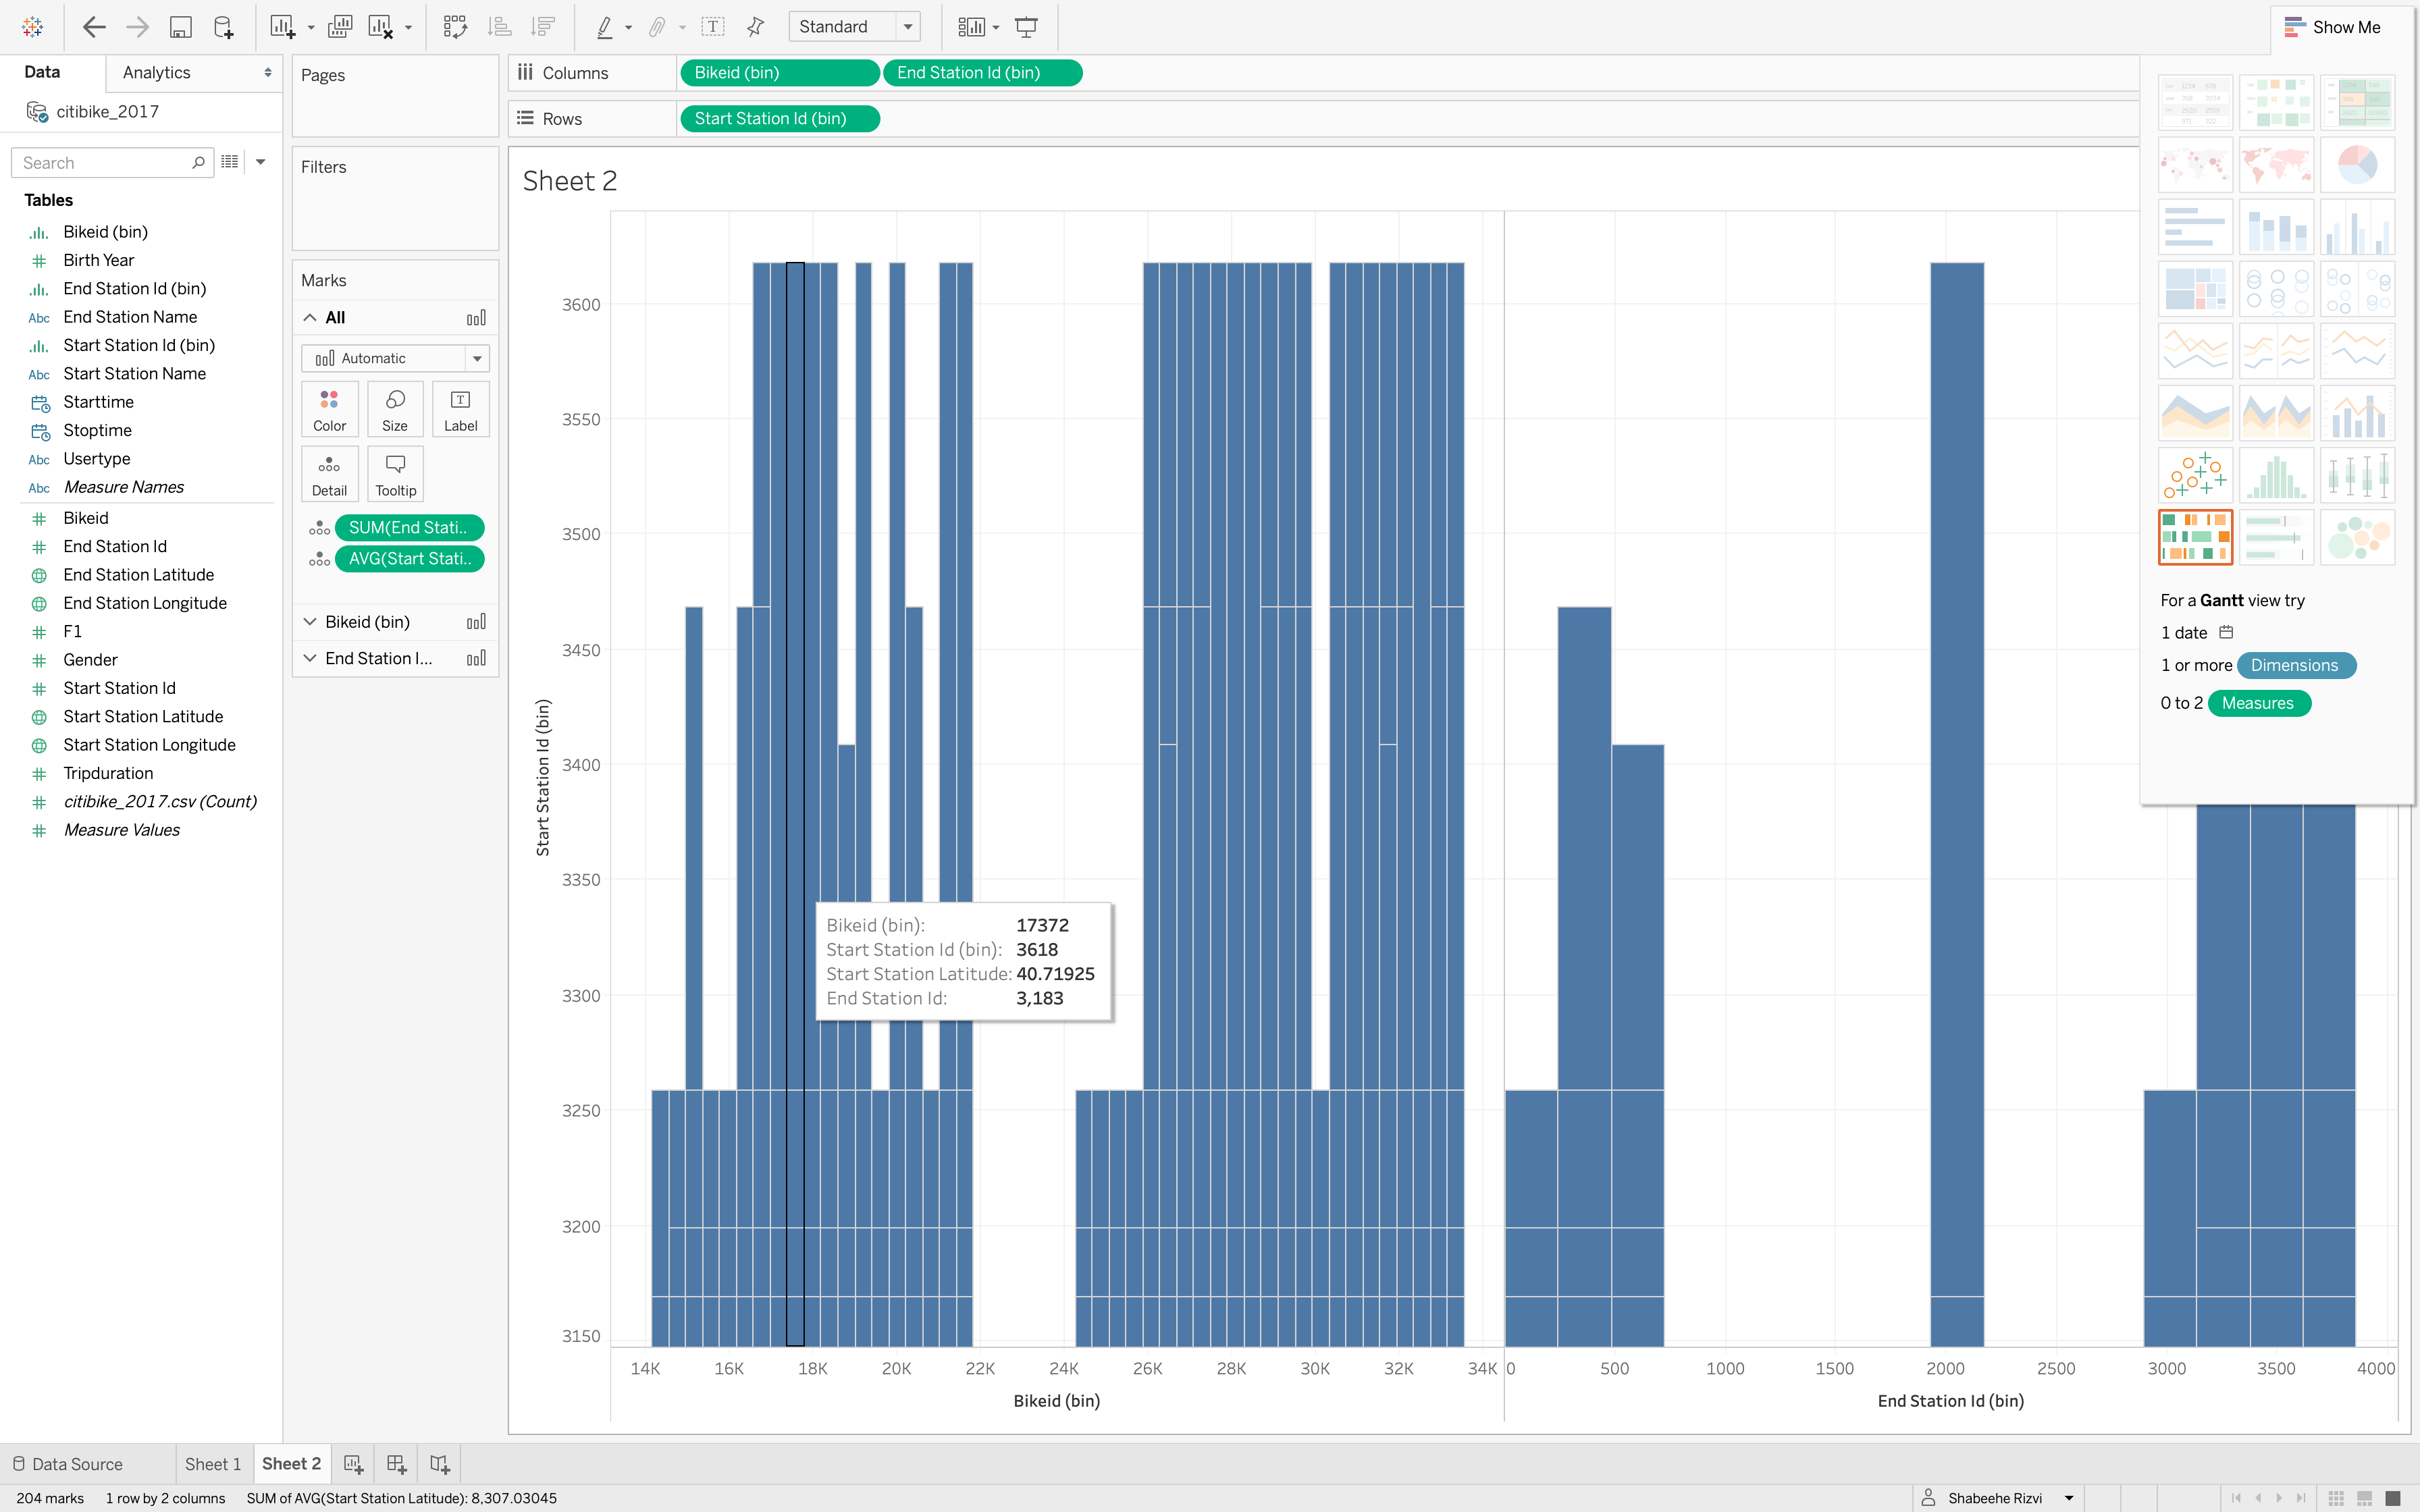 Standard
Show Me
Data
Analytics
citibike_2017
Search
Tables
Bikeid (bin)
Birth Year
End Station Id (bin)
Abc End Station Name
Start Station Id (bin)
Abc Start Station Name
Starttime
Stoptime
Abc Usertype
Abc Measure Names
Bikeid
End Station Id
End Station Latitude
End Station Longitude
F1
Gender
Start Station Id
Start Station Latitude
Start Station Longitude
Tripduration
citibike_2017.csv (Count)
Measure Values
Pages
Filters
Marks
All
Automatic
Color
Size
Label
Detail
Tooltip
SUM(End Stati..
AVG(Start Stati..
Bikeid (bin)
End Station I...
Columns
Bikeid (bin)
End Station Id (bin)
Rows
Start Station Id (bin)
Sheet 2
Start Station Id (bin)
3600
3550
3500
3450
3400
3350
3300
3250
3200
3150
Bikeid (bin): 17372
Start Station Id (bin): 3618
Start Station Latitude: 40.71925
End Station Id: 3,183
14K 16K 18K 20K 22K 24K 26K 28K 30K 32K 34K
Bikeid (bin)
0 500 1000 1500 2000 2500 3000 3500 4000
End Station Id (bin)
For a Gantt view try
1 date
1 or more Dimensions
0 to 2 Measures
Data Source
Sheet 1
Sheet 2
204 marks
1 row by 2 columns
SUM of AVG(Start Station Latitude): 8,307.03045
Shabeehe Rizvi